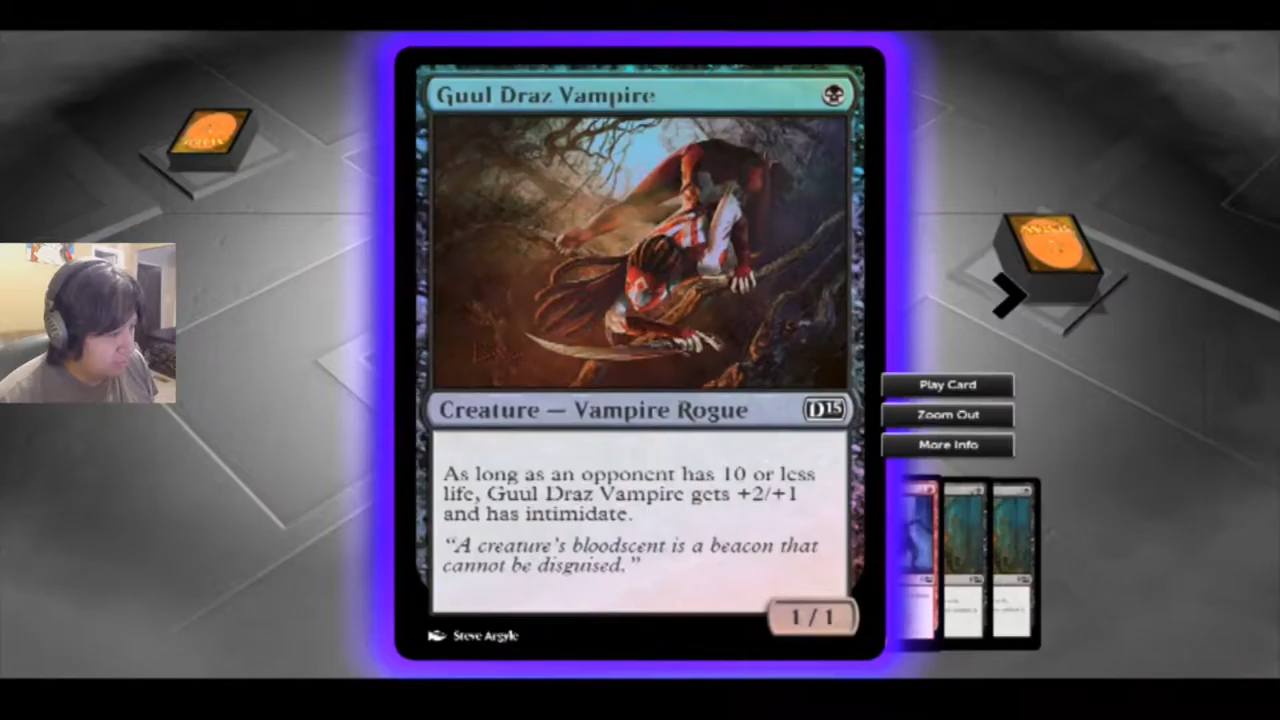 Guul Draz Vampire
Creature — Vampire Rogue
D15
As long as an opponent has 10 or less
life, Guul Draz Vampire gets +2/+1
and has intimidate.
"A creature's bloodscent is a beacon that
cannot be disguised."
1 / 1
Steve Argyle
Play Card
Zoom Out
More Info